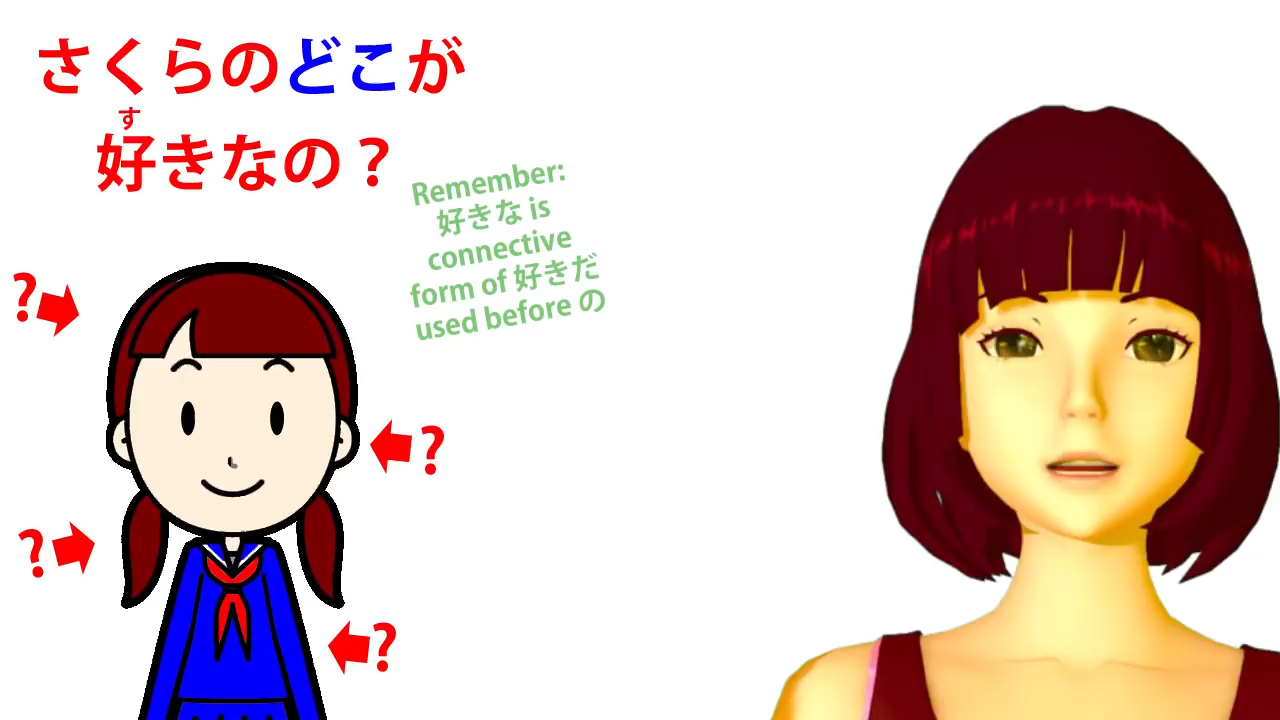 さくらのどこが
す
好きなの？
Remember:
好きな is
connective
form of 好きだ
used before の
?
?
?
?